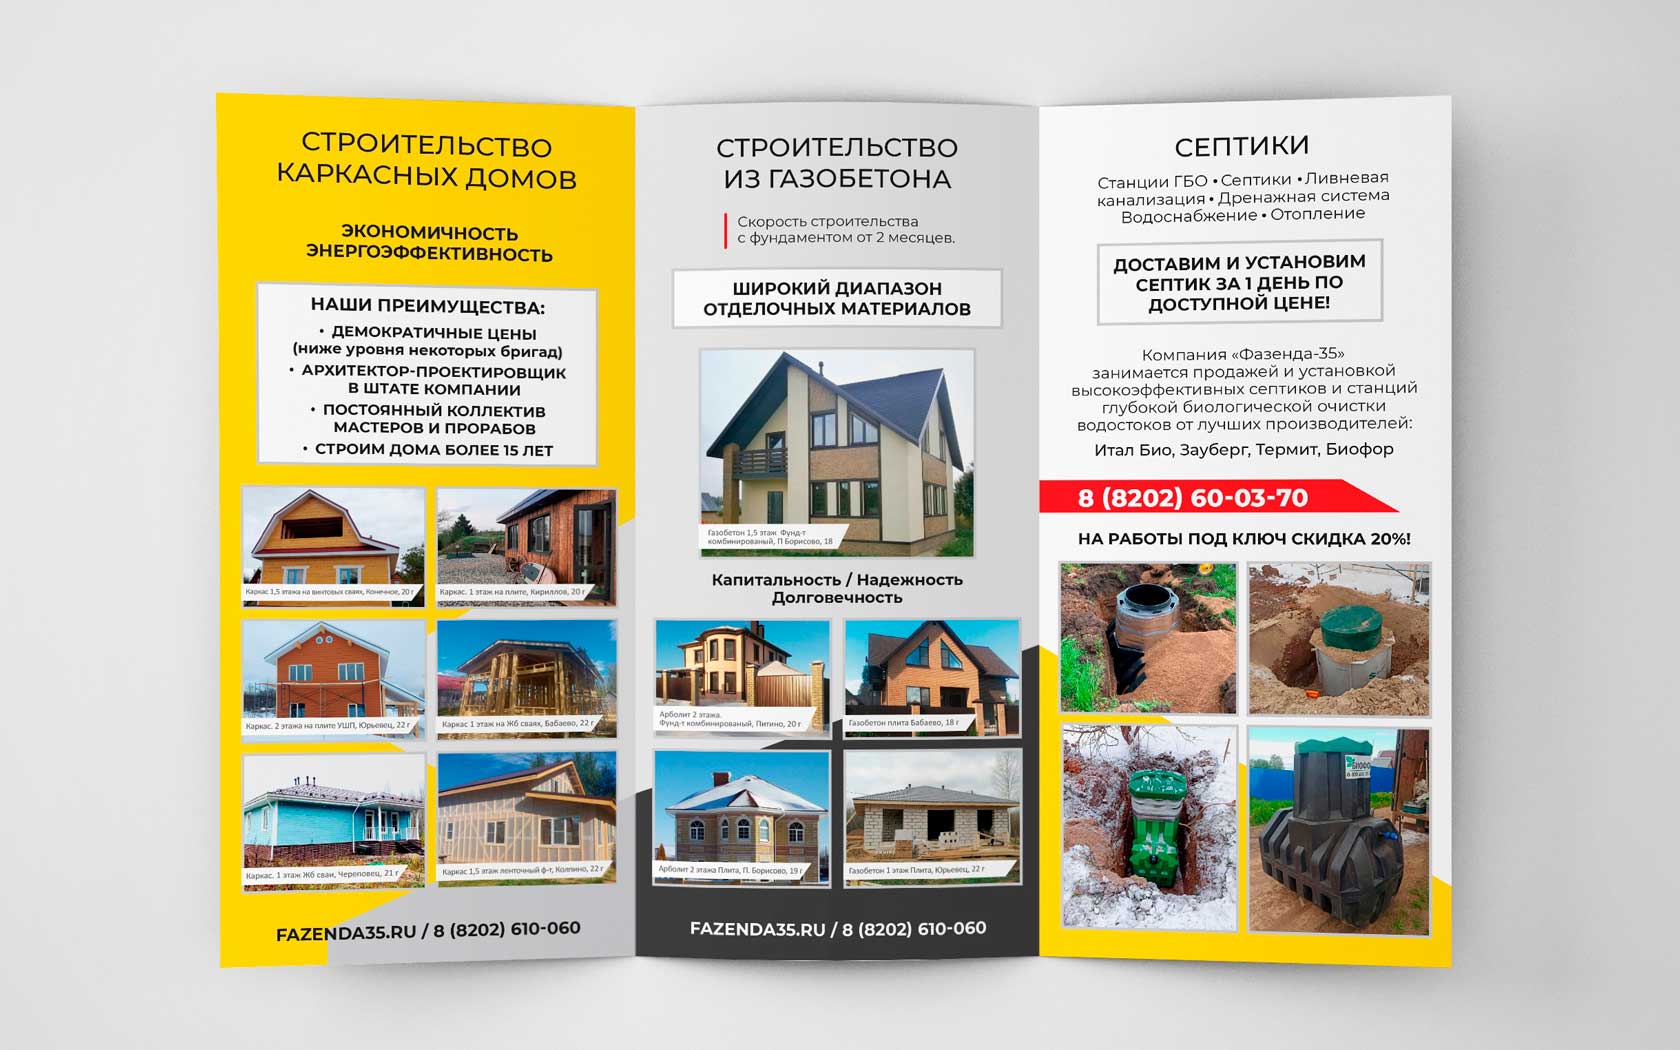 СТРОИТЕЛЬСТВО
КАРКАСНЫХ ДОМОВ
ЭКОНОМИЧНОСТЬ
ЭНЕРГОЭФФЕКТИВНОСТЬ
НАШИ ПРЕИМУЩЕСТВА:
• ДЕМОКРАТИЧНЫЕ ЦЕНЫ
(ниже уровня некоторых бригад)
• АРХИТЕКТОР-ПРОЕКТИРОВЩИК
В ШТАТЕ КОМПАНИИ
• ПОСТОЯННЫЙ КОЛЛЕКТИВ
МАСТЕРОВ И ПРОРАБОВ
• СТРОИМ ДОМА БОЛЕЕ 15 ЛЕТ
Каркас 1,5 этажа на винтовых сваях, Конечное, 20 г
Каркас. 1 этаж на плите, Кириллов, 20 г
Каркас. 2 этажа на плите УШП, Юрьевец, 22 г
Каркас 1 этаж на Жб сваях, Бабаево, 22 г
Каркас. 1 этаж Жб сваи, Череповец, 21 г
Каркас 1,5 этаж ленточный ф-т, Колпино, 22 г
FAZENDA35.RU / 8 (8202) 610-060
СТРОИТЕЛЬСТВО
ИЗ ГАЗОБЕТОНА
Скорость строительства
с фундаментом от 2 месяцев.
ШИРОКИЙ ДИАПАЗОН
ОТДЕЛОЧНЫХ МАТЕРИАЛОВ
Газобетон 1,5 этаж Фунд-т
комбинированый, П Борисово, 18
Капитальность / Надежность
Долговечность
Арболит 2 этажа.
Фунд-т комбинированый, Питино, 20 г
Газобетон плита Бабаево, 18 г
Арболит 2 этажа Плита, П. Борисово, 19 г
Газобетон 1 этаж Плита, Юрьевец, 22 г
FAZENDA35.RU / 8 (8202) 610-060
СЕПТИКИ
Станции ГБО • Септики • Ливневая
канализация • Дренажная система
Водоснабжение • Отопление
ДОСТАВИМ И УСТАНОВИМ
СЕПТИК ЗА 1 ДЕНЬ ПО
ДОСТУПНОЙ ЦЕНЕ!
Компания «Фазенда-35»
занимается продажей и установкой
высокоэффективных септиков и станций
глубокой биологической очистки
водостоков от лучших производителей:
Итал Био, Зауберг, Термит, Биофор
8 (8202) 60-03-70
НА РАБОТЫ ПОД КЛЮЧ СКИДКА 20%!
БИОФО